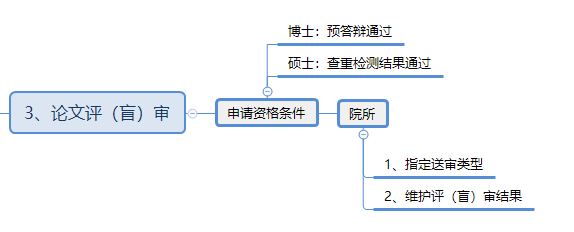 博士：预答辩通过
硕士：查重检测结果通过
3、论文评（盲）审
申请资格条件
院所
1、指定送审类型
2、维护评（盲）审结果